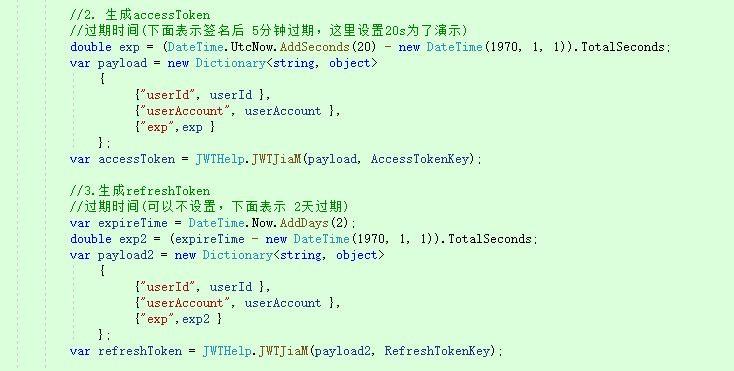 //2. 生成accessToken
//过期时间(下面表示签名后 5分钟过期，这里设置20s为了演示)
double exp = (DateTime.UtcNow.AddSeconds(20) - new DateTime(1970, 1, 1)).TotalSeconds;
var payload = new Dictionary<string, object>
{
{"userId", userId },
{"userAccount", userAccount },
{"exp",exp }
};
var accessToken = JWTHelp.JWTJiaM(payload, AccessTokenKey);
//3.生成refreshToken
//过期时间(可以不设置，下面表示 2天过期)
var expireTime = DateTime.Now.AddDays(2);
double exp2 = (expireTime - new DateTime(1970, 1, 1)).TotalSeconds;
var payload2 = new Dictionary<string, object>
{
{"userId", userId },
{"userAccount", userAccount },
{"exp",exp2 }
};
var refreshToken = JWTHelp.JWTJiaM(payload2, RefreshTokenKey);